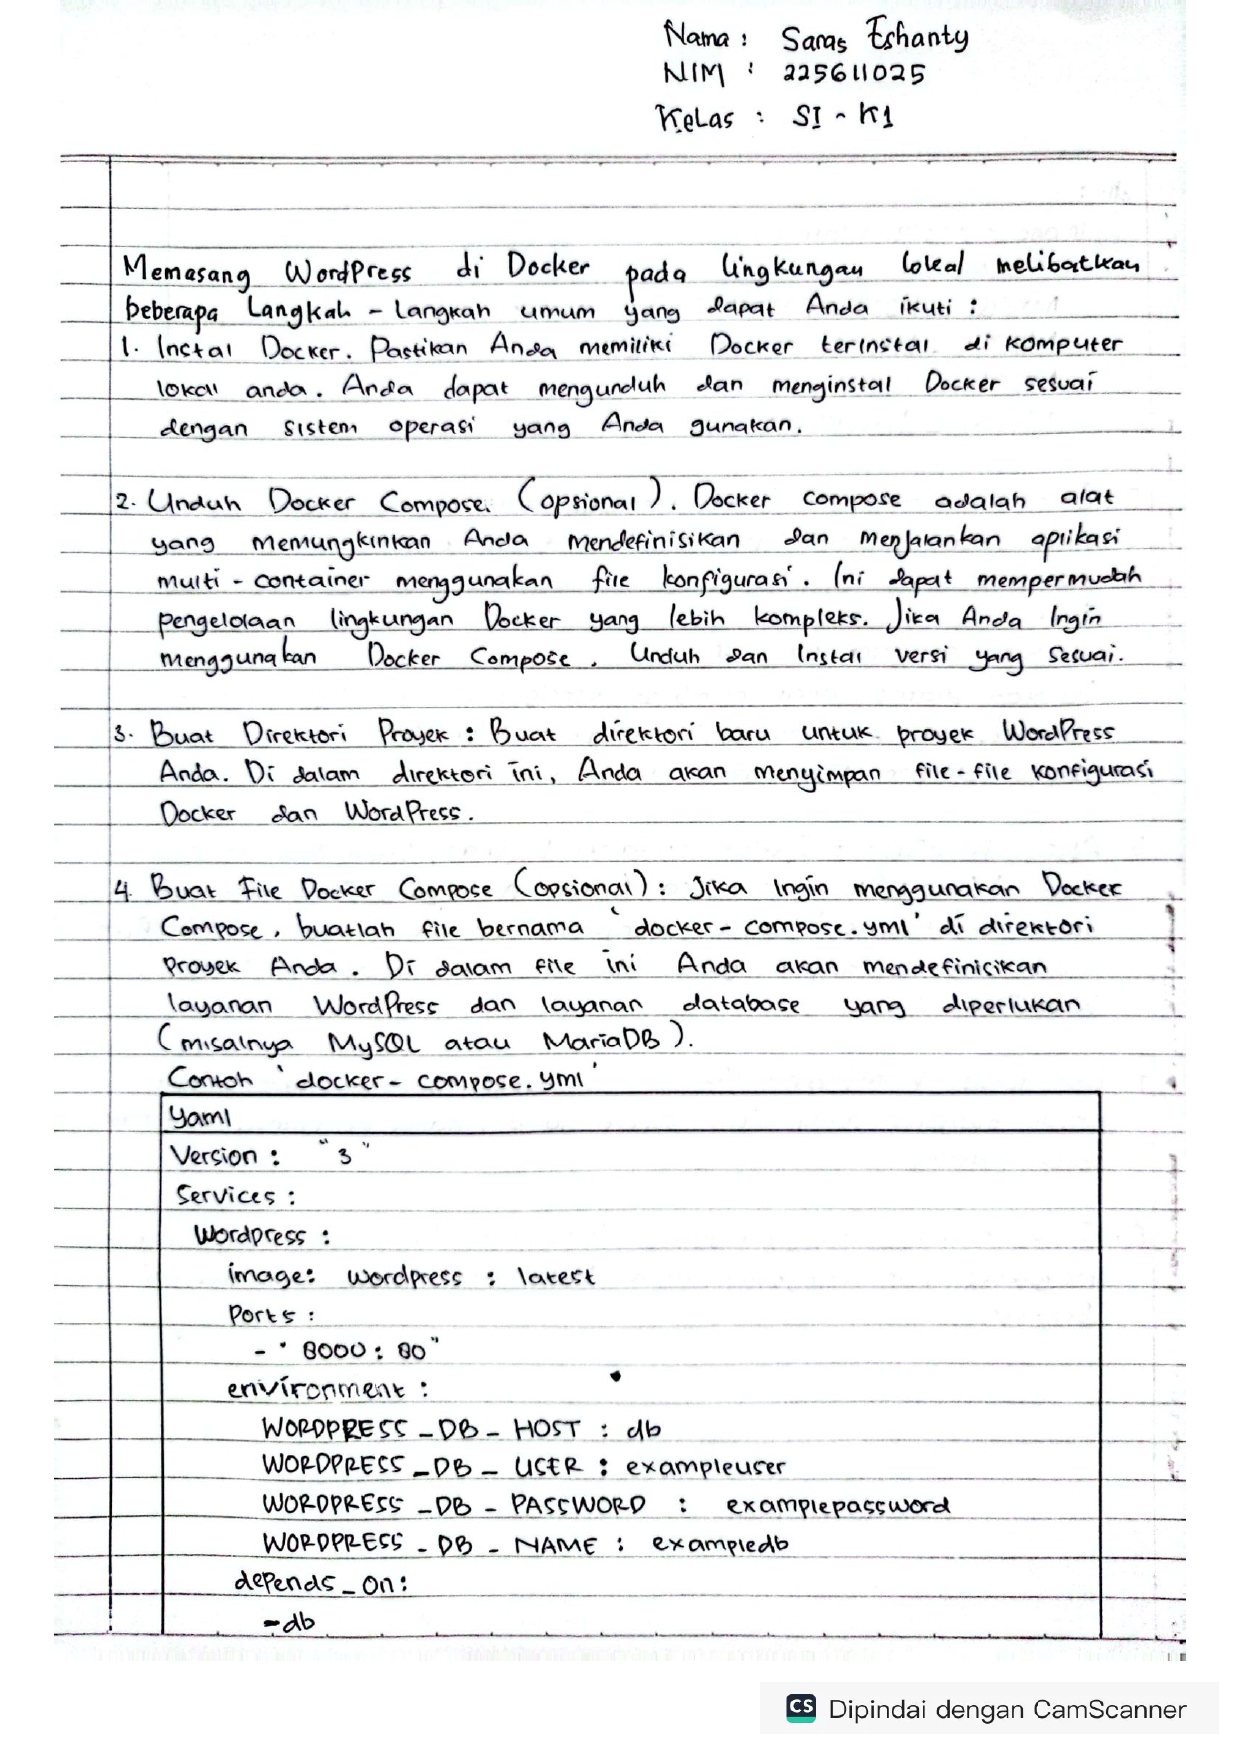 Nama : Saras Eshanty
NIM : 225611025
Kelas : SI - K1
Memasang WordPress di Docker pada lingkungan lokal melibatkan
beberapa Langkah - langkah umum yang dapat Anda ikuti :
1. Instal Docker. Pastikan Anda memiliki Docker terinstal di komputer
lokal anda. Anda dapat mengunduh dan menginstal Docker sesuai
dengan sistem operasi yang Anda gunakan.
2. Unduh Docker Compose. (opsional). Docker compose adalah alat
yang memungkinkan Anda mendefinisikan dan menjalankan aplikasi
multi - container menggunakan file konfigurasi. Ini dapat mempermudah
pengelolaan lingkungan Docker yang lebih kompleks. Jika Anda Ingin
menggunakan Docker Compose, Unduh dan Instal versi yang sesuai.
3. Buat Direktori Proyek : Buat direktori baru untuk proyek WordPress
Anda. Di dalam direktori ini, Anda akan menyimpan file - file konfigurasi
Docker dan WordPress.
4. Buat File Docker Compose (opsional) : Jika Ingin menggunakan Docker
Compose, buatlah file bernama ‘docker - compose.yml’ di direktori
Proyek Anda. Di dalam file ini Anda akan mendefinisikan
layanan WordPress dan layanan database yang diperlukan
(misalnya MySQL atau MariaDB).
Contoh ‘docker - compose.yml’
Yaml
Version : "3"
Services :
Wordpress :
image: wordpress : latest
Ports :
- "8000 : 80"
environment :
WORDPRESS _ DB - HOST : db
WORDPRESS _ DB - USER : exampleuser
WORDPRESS _ DB - PASSWORD : examplepassword
WORDPRESS - DB - NAME : exampledb
depends _ on :
- db
CS Dipindai dengan CamScanner